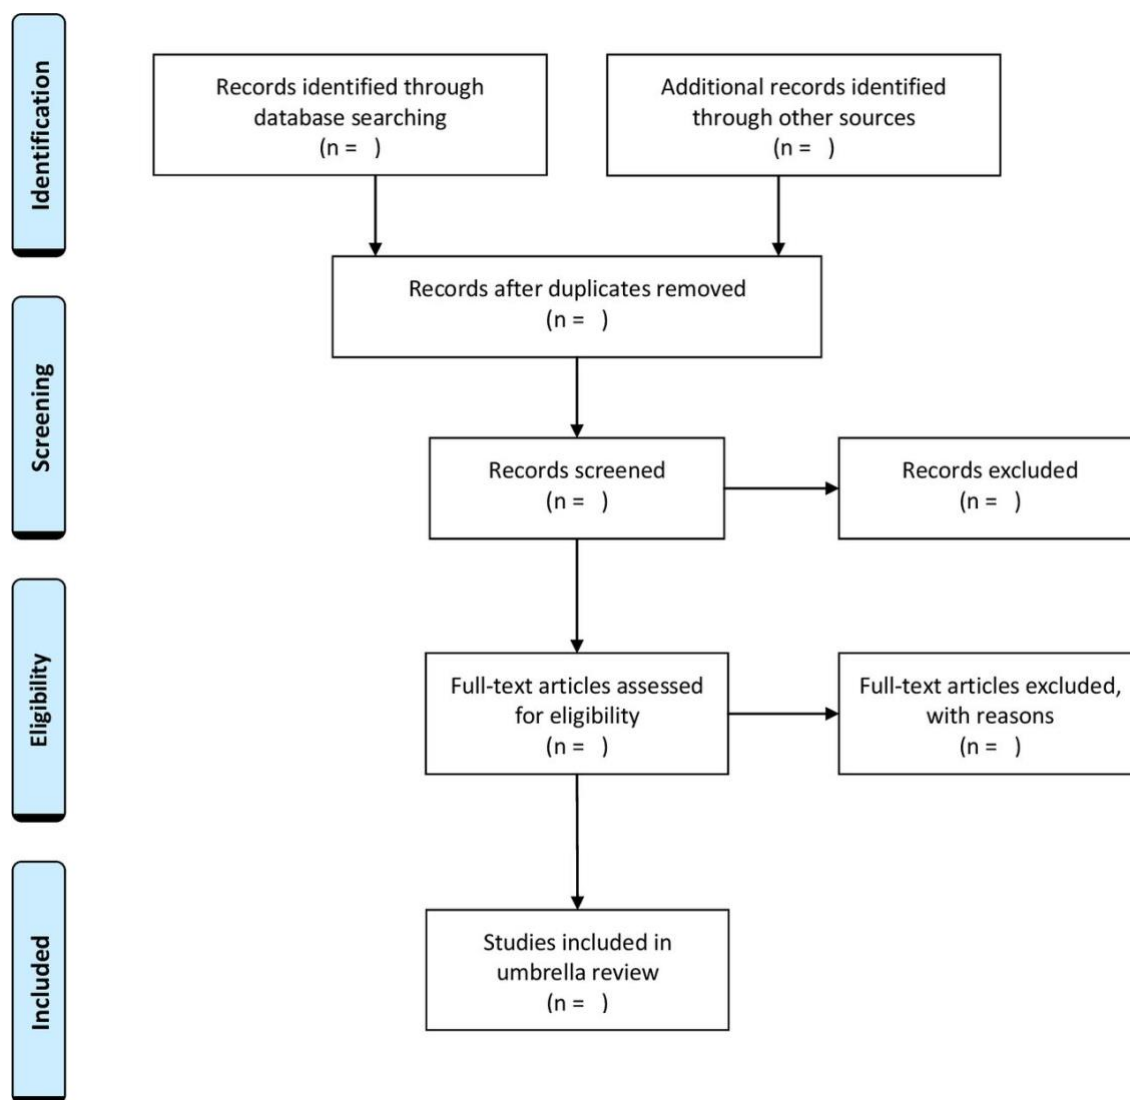 Identification
Records identified through
database searching
(n =   )
Additional records identified
through other sources
(n =   )
Records after duplicates removed
(n =   )
Screening
Records screened
(n =   )
Records excluded
(n =   )
Eligibility
Full-text articles assessed
for eligibility
(n =   )
Full-text articles excluded,
with reasons
(n =   )
Included
Studies included in
umbrella review
(n =   )